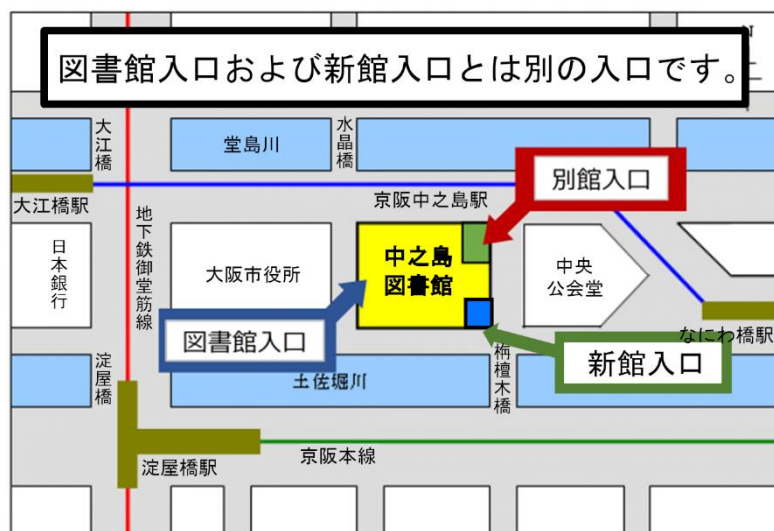 図書館入口および新館入口とは別の入口です。
大江橋
堂島川
水晶橋
別館入口
大江橋駅
京阪中之島駅
日本銀行
地下鉄御堂筋線
大阪市役所
中之島
図書館
中央
公会堂
図書館入口
なにわ橋駅
新館入口
淀屋橋
土佐堀川
栴檀木橋
淀屋橋駅
京阪本線